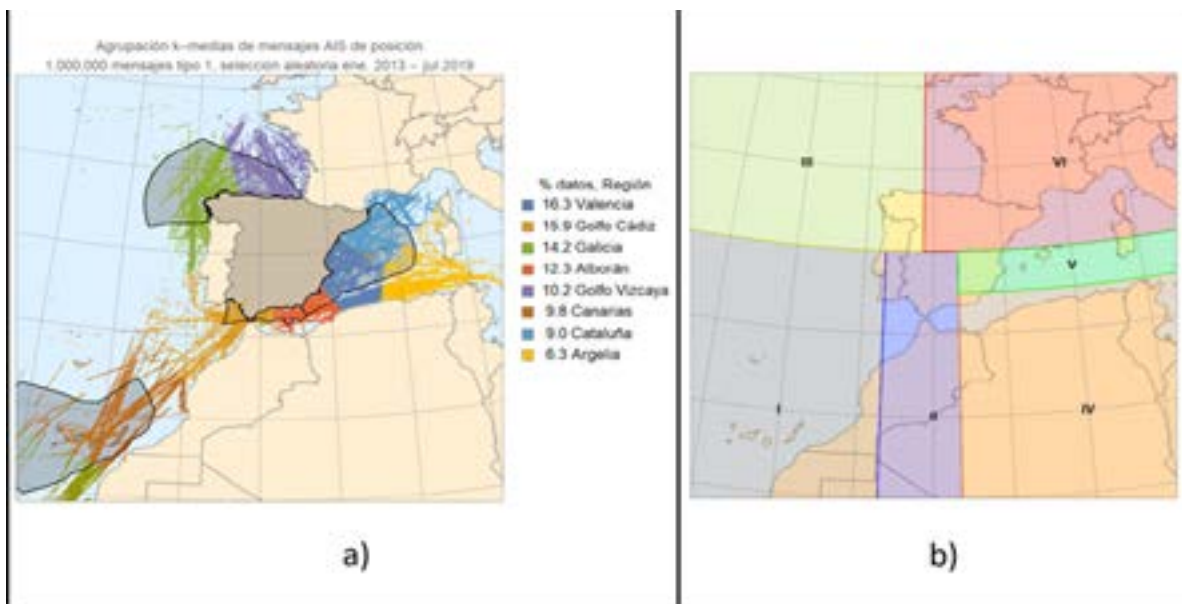 Agrupación k-medias de mensajes AIS de posición
1.000.000 mensajes tipo 1, selección aleatoria ene. 2013 - jul 2019
% datos, Región
16.3 Valencia
15.9 Golfo Cádiz
14.2 Galicia
12.3 Alborán
10.2 Golfo Vizcaya
9.8 Canarias
9.0 Cataluña
6.3 Argelia
a)
III
VI
V
I
II
IV
b)